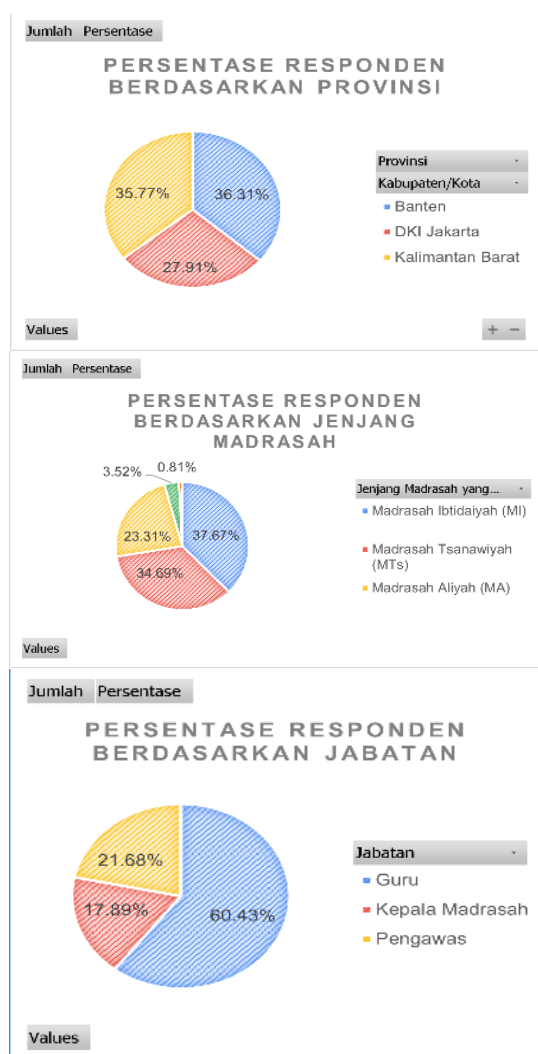 Jumlah Persentase
PERSENTASE RESPONDEN
BERDASARKAN PROVINSI
35.77%
36.31%
27.91%
Provinsi
Kabupaten/Kota
Banten
DKI Jakarta
Kalimantan Barat
Values
+ −
Jumlah Persentase
PERSENTASE RESPONDEN
BERDASARKAN JENJANG
MADRASAH
3.52%
0.81%
23.31%
37.67%
34.69%
Jenjang Madrasah yang...
Madrasah Ibtidaiyah (MI)
Madrasah Tsanawiyah
(MTs)
Madrasah Aliyah (MA)
Values
Jumlah Persentase
PERSENTASE RESPONDEN
BERDASARKAN JABATAN
21.68%
17.89%
60.43%
Jabatan
Guru
Kepala Madrasah
Pengawas
Values